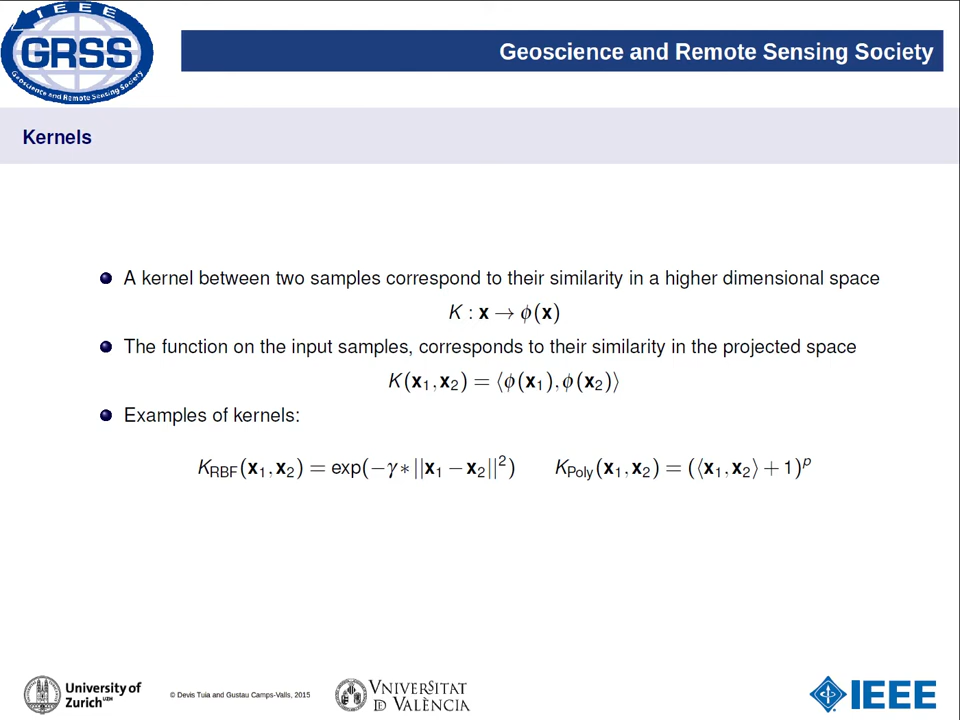 IEEE
GRSS
Geoscience and Remote Sensing Society
Geoscience and Remote Sensing Society
Kernels
A kernel between two samples correspond to their similarity in a higher dimensional space
K : x → ϕ(x)
The function on the input samples, corresponds to their similarity in the projected space
K(x₁, x₂) = ⟨ϕ(x₁), ϕ(x₂)⟩
Examples of kernels:
K_RBF(x₁, x₂) = exp(−γ * ||x₁ − x₂||²) K_Poly(x₁, x₂) = (⟨x₁, x₂⟩ + 1)^p
University of
Zurich UZH
© Devis Tuia and Gustau Camps-Valls, 2015
VNIVERSITAT
DE VALÈNCIA
IEEE